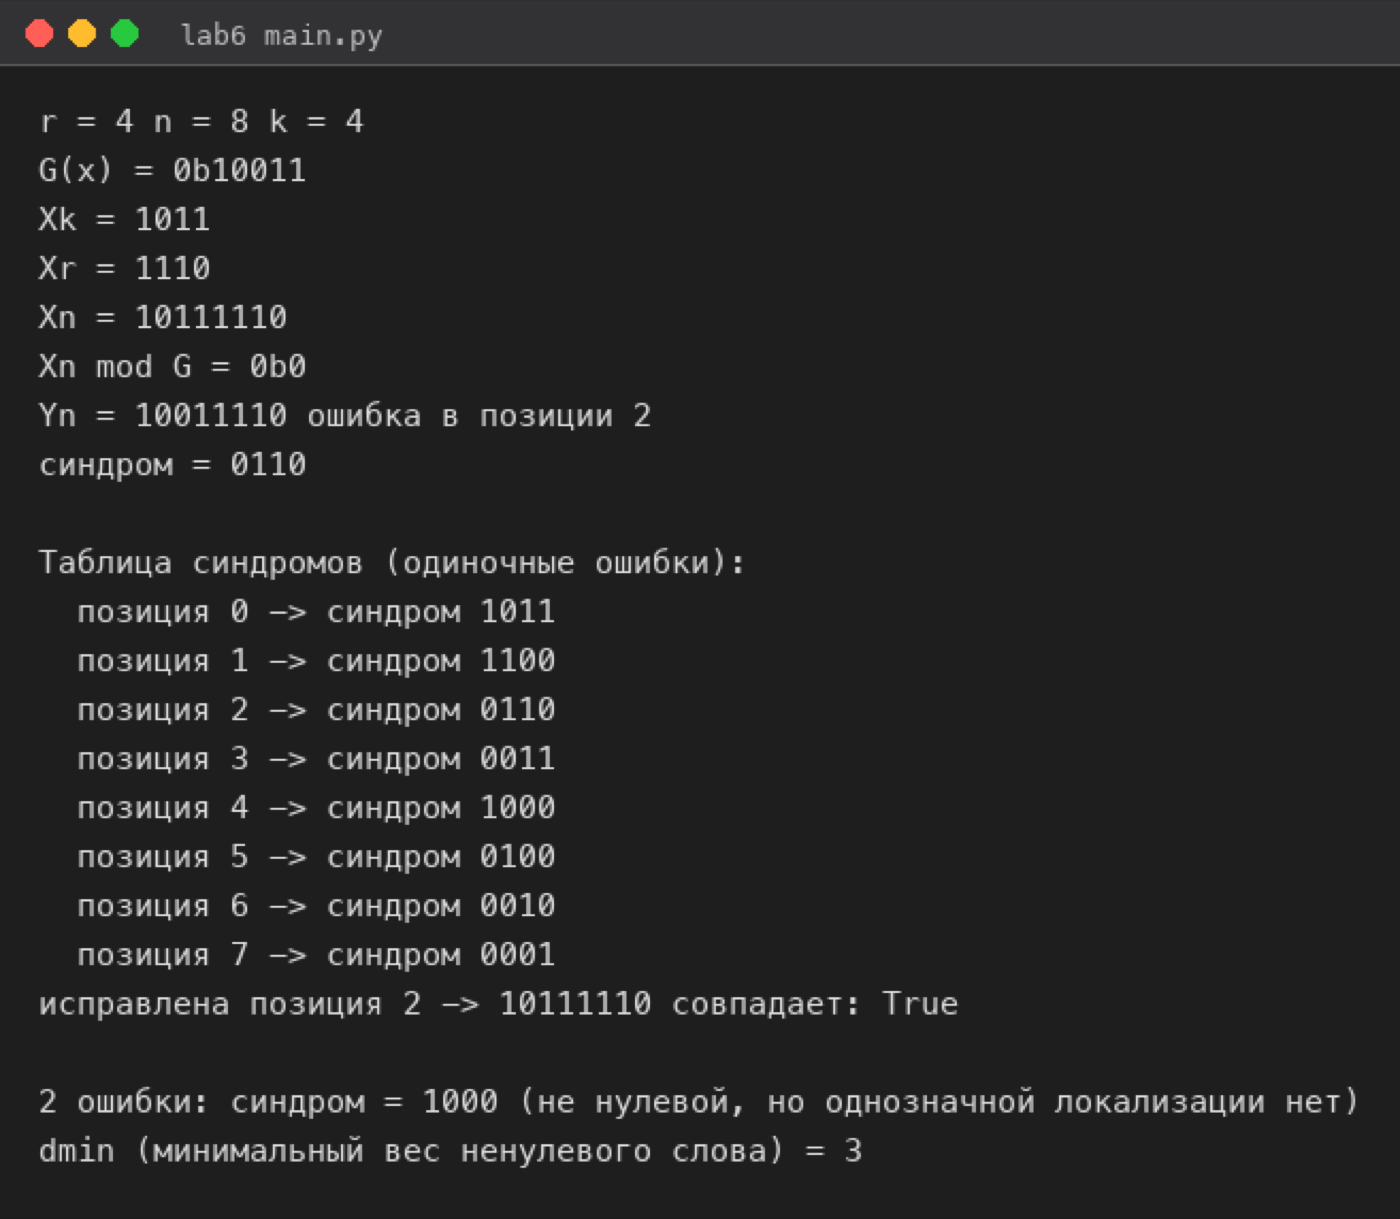 lab6 main.py
r = 4 n = 8 k = 4
G(x) = 0b10011
Xk = 1011
Xr = 1110
Xn = 10111110
Xn mod G = 0b0
Yn = 10011110 ошибка в позиции 2
синдром = 0110
Таблица синдромов (одиночные ошибки):
позиция 0 —> синдром 1011
позиция 1 —> синдром 1100
позиция 2 —> синдром 0110
позиция 3 —> синдром 0011
позиция 4 —> синдром 1000
позиция 5 —> синдром 0100
позиция 6 —> синдром 0010
позиция 7 —> синдром 0001
исправлена позиция 2 —> 10111110 совпадает: True
2 ошибки: синдром = 1000 (не нулевой, но однозначной локализации нет)
dmin (минимальный вес ненулевого слова) = 3